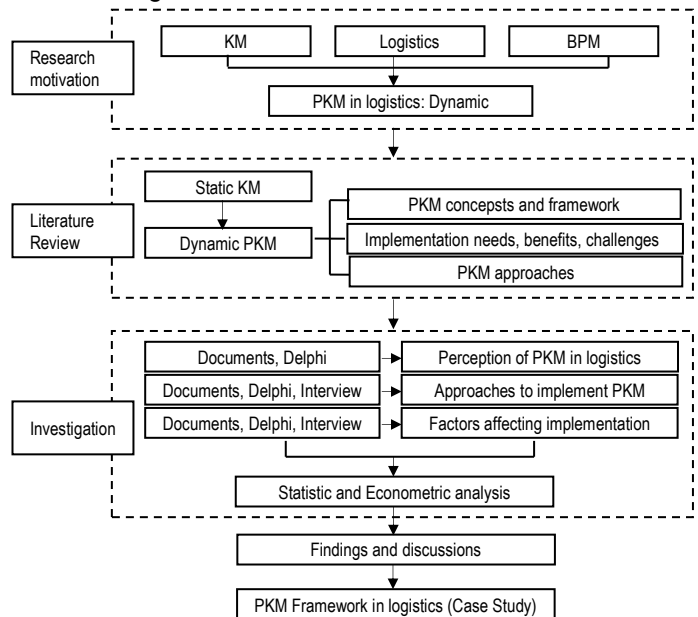 KM
Logistics
BPM
Research
motivation
PKM in logistics: Dynamic
Static KM
PKM concepsts and framework
Literature
Review
Dynamic PKM
Implementation needs, benefits, challenges
PKM approaches
Documents, Delphi
Perception of PKM in logistics
Documents, Delphi, Interview
Approaches to implement PKM
Investigation
Documents, Delphi, Interview
Factors affecting implementation
Statistic and Econometric analysis
Findings and discussions
PKM Framework in logistics (Case Study)